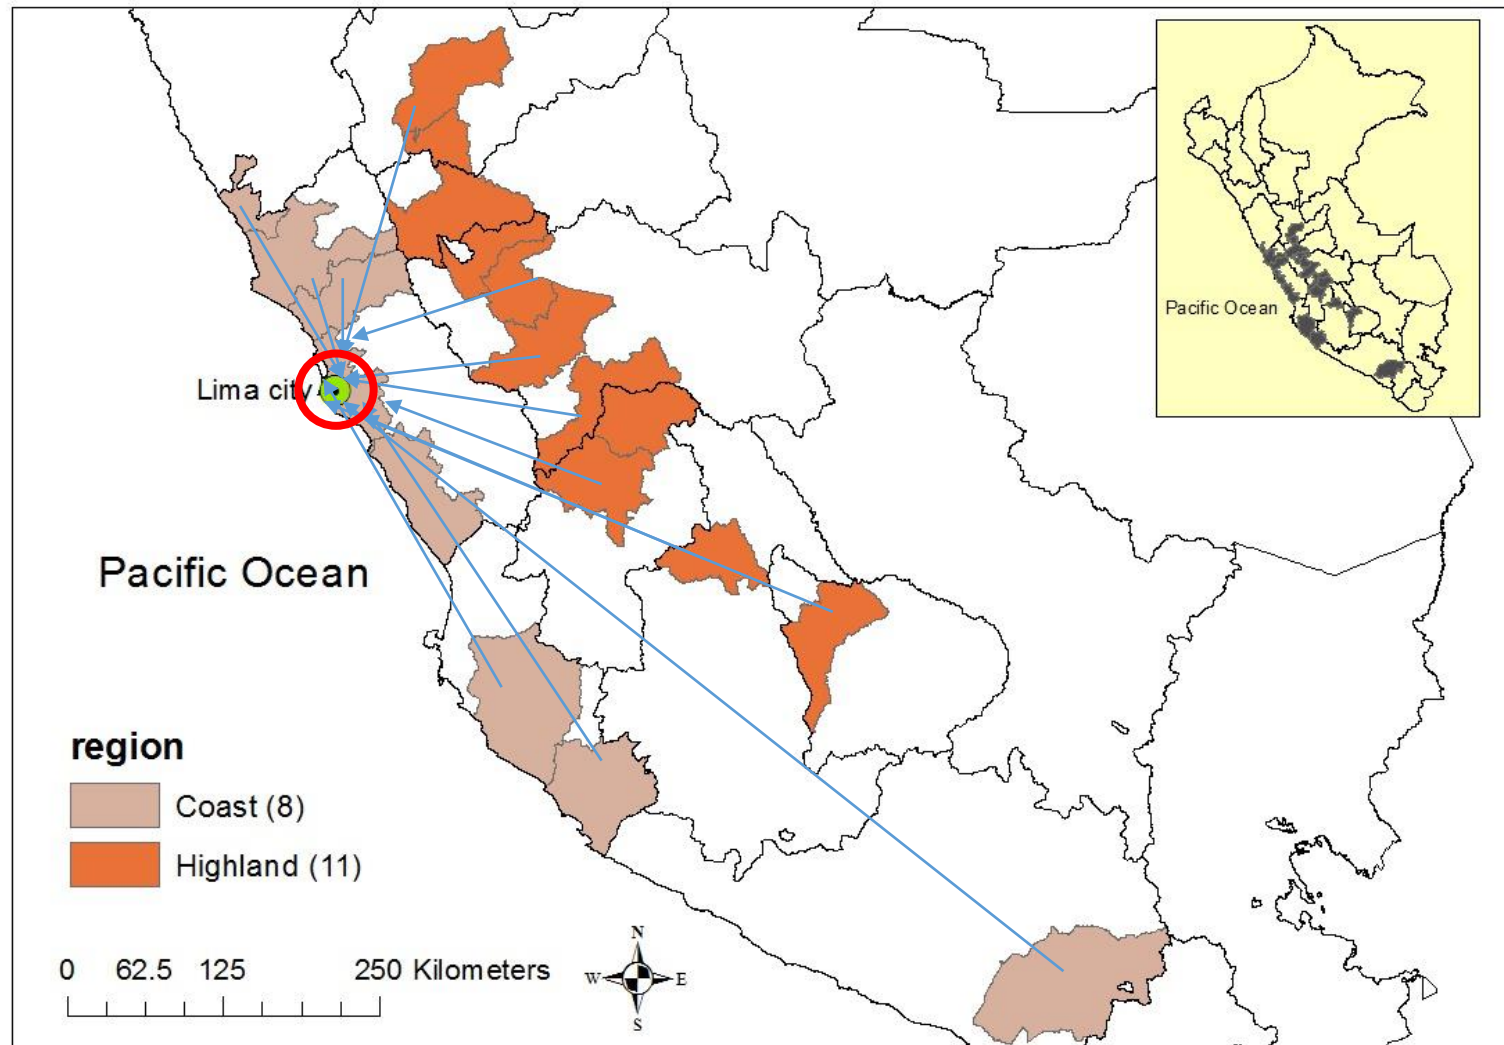 Pacific Ocean
Lima city
Pacific Ocean
region
Coast (8)
Highland (11)
0 62.5 125 250 Kilometers
N
W E
S